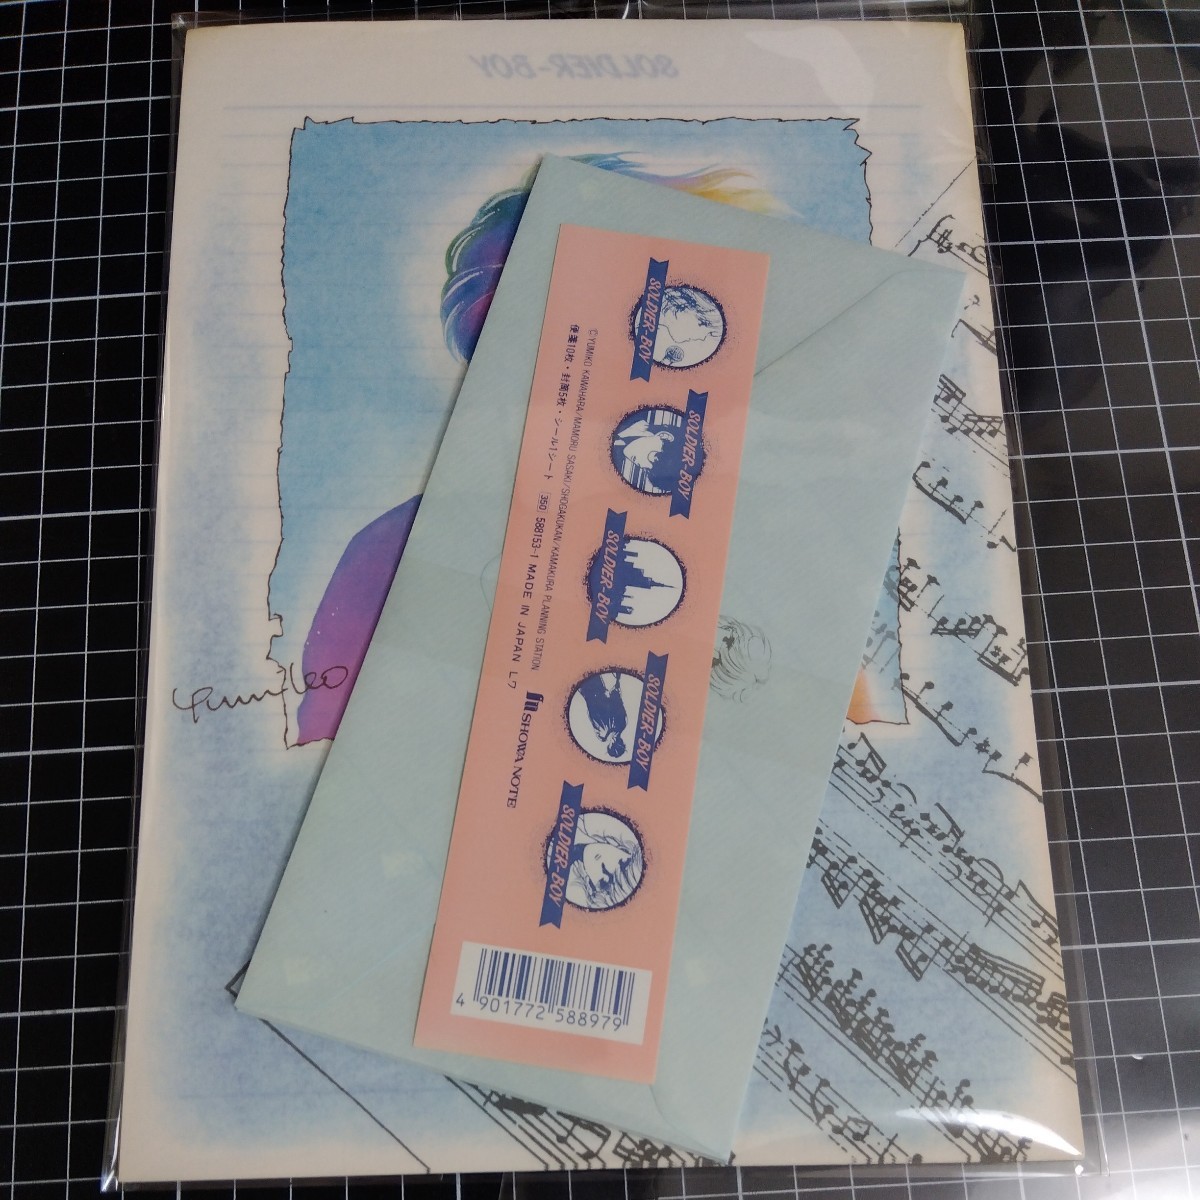 SOLDIER-BOY
Yumiko
SOLDIER-BOY
SOLDIER-BOY
SOLDIER-BOY
SOLDIER-BOY
SOLDIER-BOY
©YUMIKO KAWAHARA/MAMORU SASAKI/SHOGAKUKAN/KAMAKURA PLANNING STATION
便箋10枚・封筒5枚・シール1シート 350 588153-1 MADE IN JAPAN Lワ SHOWA NOTE
4 901772 588979